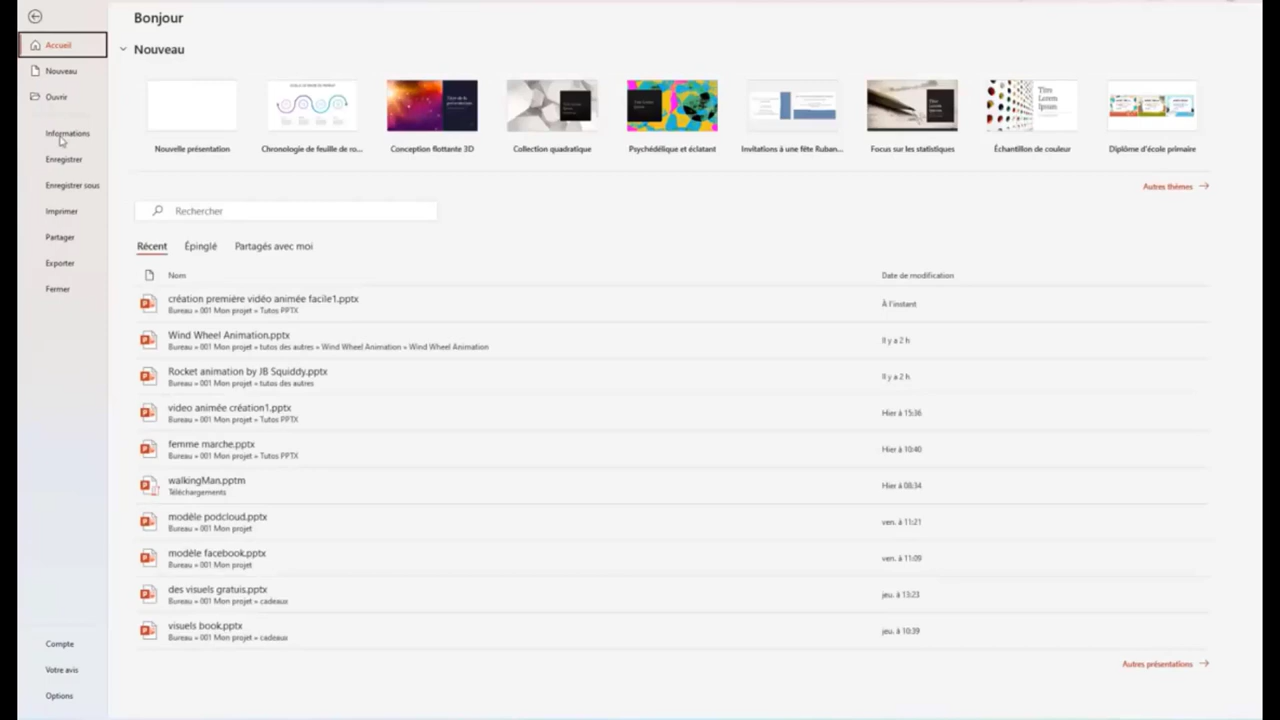 Bonjour
Accueil
Nouveau
Nouveau
Ouvrir
Informations
Enregistrer
Enregistrer sous
Imprimer
Partager
Exporter
Fermer
Compte
Votre avis
Options
Nouvelle présentation
Chronologie de feuille de ro...
Conception flottante 3D
Collection quadratique
Psychédélique et éclatant
Invitations à une fête Ruban...
Focus sur les statistiques
Échantillon de couleur
Diplôme d'école primaire
Tim
Lorem
Ipsum
Autres thèmes
Rechercher
Récent Épinglé Partagés avec moi
Nom Date de modification
création première vidéo animée facile1.pptx
Bureau » 001 Mon projet » Tutos PPTX
À l'instant
Wind Wheel Animation.pptx
Bureau » 001 Mon projet » tutos des autres » Wind Wheel Animation » Wind Wheel Animation
Il y a 2 h
Rocket animation by JB Squiddy.pptx
Bureau » 001 Mon projet » tutos des autres
Il y a 2 h
video animée création1.pptx
Bureau » 001 Mon projet » Tutos PPTX
Hier à 15:36
femme marche.pptx
Bureau » 001 Mon projet » Tutos PPTX
Hier à 10:40
walkingMan.pptm
Téléchargements
Hier à 08:34
modèle podcloud.pptx
Bureau » 001 Mon projet
ven. à 11:21
modèle facebook.pptx
Bureau » 001 Mon projet
ven. à 11:09
des visuels gratuis.pptx
Bureau » 001 Mon projet » cadeaux
jeu. à 13:23
visuels book.pptx
Bureau » 001 Mon projet » cadeaux
jeu. à 10:39
Autres présentations